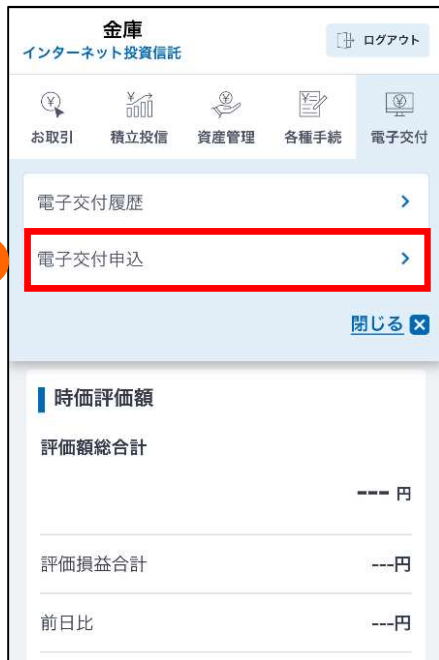 金庫
インターネット投資信託
ログアウト
お取引 積立投信 資産管理 各種手続 電子交付
電子交付履歴
電子交付申込
閉じる
時価評価額
評価額総合計
--- 円
評価損益合計 ---円
前日比 ---円